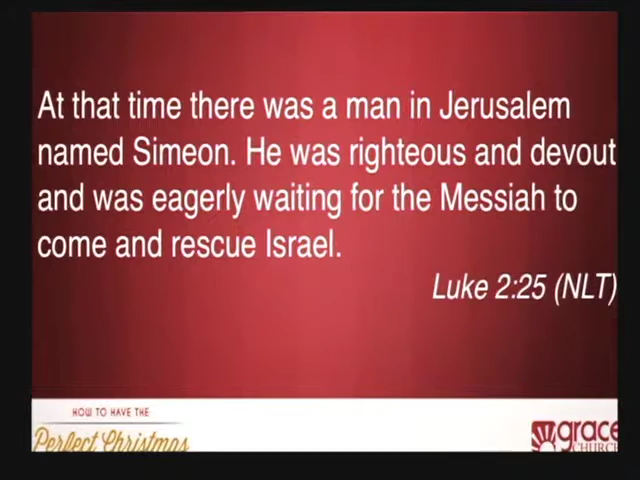 At that time there was a man in Jerusalem
named Simeon. He was righteous and devout
and was eagerly waiting for the Messiah to
come and rescue Israel.
Luke 2:25 (NLT)
HOW TO HAVE THE
Perfect Christmas
grace
CHURCH